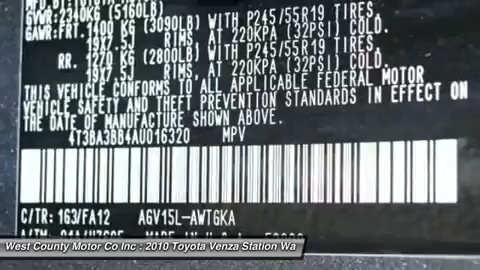 GVWR:2340KG (5160LB)
GAWR:FRT. 1400 KG (3090LB) WITH P245/55R19 TIRES,
19X7.5J RIMS, AT 220KPA (32PSI) COLD.
RR. 1270 KG (2800LB) WITH P245/55R19 TIRES,
19X7.5J RIMS, AT 220KPA (32PSI) COLD.
THIS VEHICLE CONFORMS TO ALL APPLICABLE FEDERAL MOTOR
VEHICLE SAFETY AND THEFT PREVENTION STANDARDS IN EFFECT ON
THE DATE OF MANUFACTURE SHOWN ABOVE.
4T3BA3BB4AU016320 MPV
C/TR: 163/FA12 AGV15L-AWTGKA
MADE IN U.S.A.
West County Motor Co Inc : 2010 Toyota Venza Station Wa